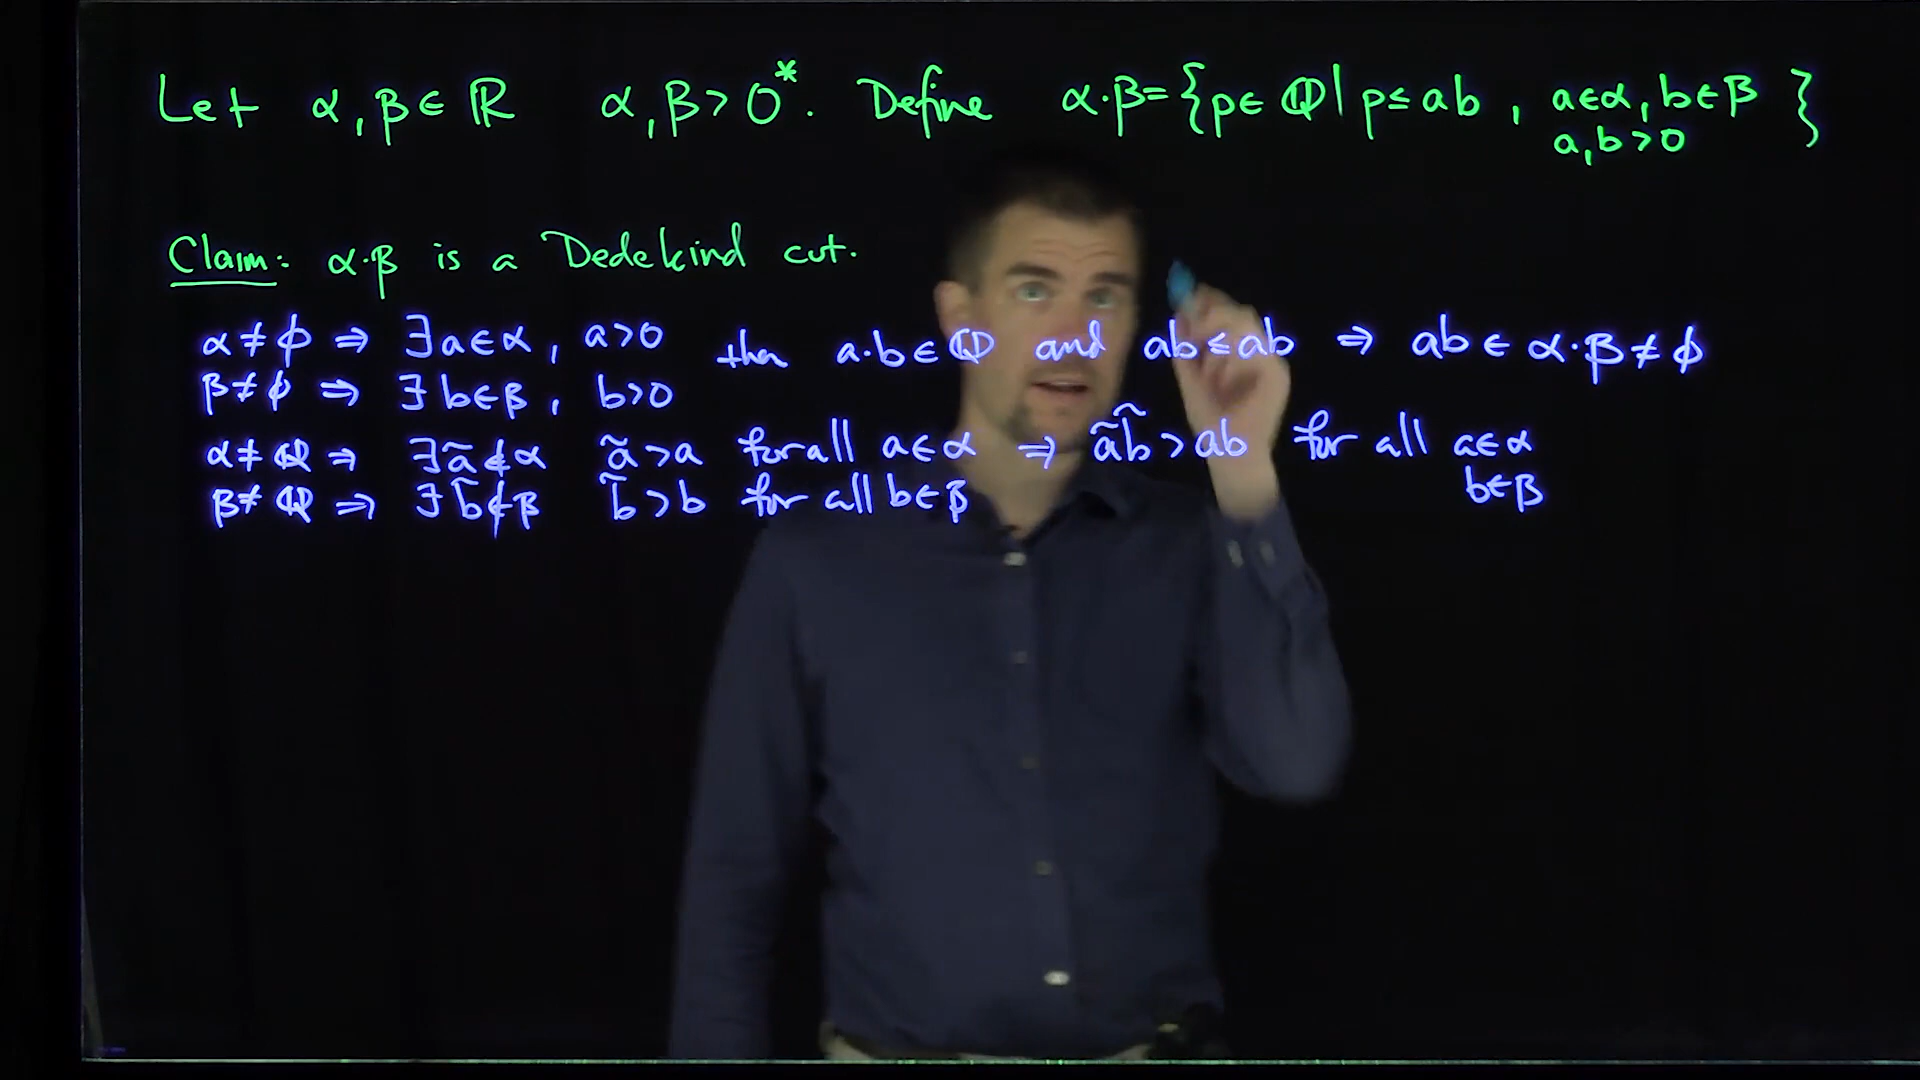 Let α, β ∈ ℝ α, β > 0*. Define α·β = {p ∈ ℚ | p ≤ ab , a ∈ α, b ∈ β }
a, b > 0
Claim: α·β is a Dedekind cut.
α ≠ ϕ ⇒ ∃ a ∈ α , a > 0 then a·b ∈ ℚ and ab ≤ ab ⇒ ab ∈ α·β ≠ ϕ
β ≠ ϕ ⇒ ∃ b ∈ β , b > 0
α ≠ ℚ ⇒ ∃ ã ∉ α ã > a for all a ∈ α ⇒ ãb̃ > ab for all a ∈ α
β ≠ ℚ ⇒ ∃ b̃ ∉ β b̃ > b for all b ∈ β b ∈ β